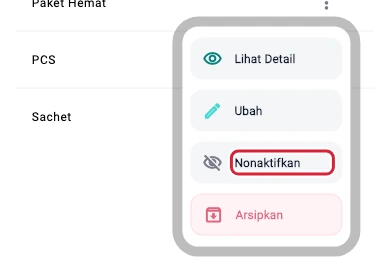 Paket Hemat
PCS
Sachet
Lihat Detail
Ubah
Nonaktifkan
Arsipkan